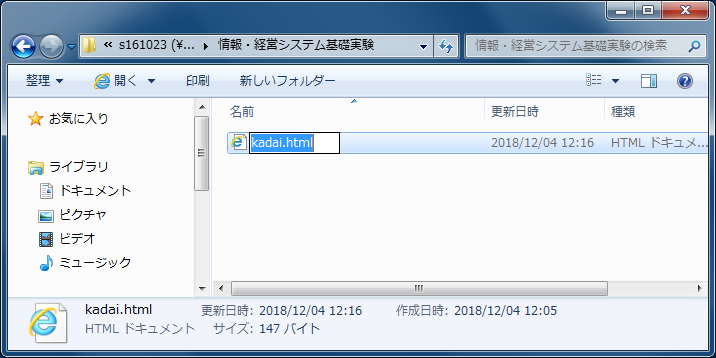 « s161023 (¥... ▸ 情報・経営システム基礎実験
情報・経営システム基礎実験の検索
整理 開く 印刷 新しいフォルダー
名前 更新日時 種類
お気に入り
kadai.html 2018/12/04 12:16 HTML ドキュメ...
ライブラリ
ドキュメント
ピクチャ
ビデオ
ミュージック
kadai.html 更新日時: 2018/12/04 12:16 作成日時: 2018/12/04 12:05
HTML ドキュメント サイズ: 147 バイト